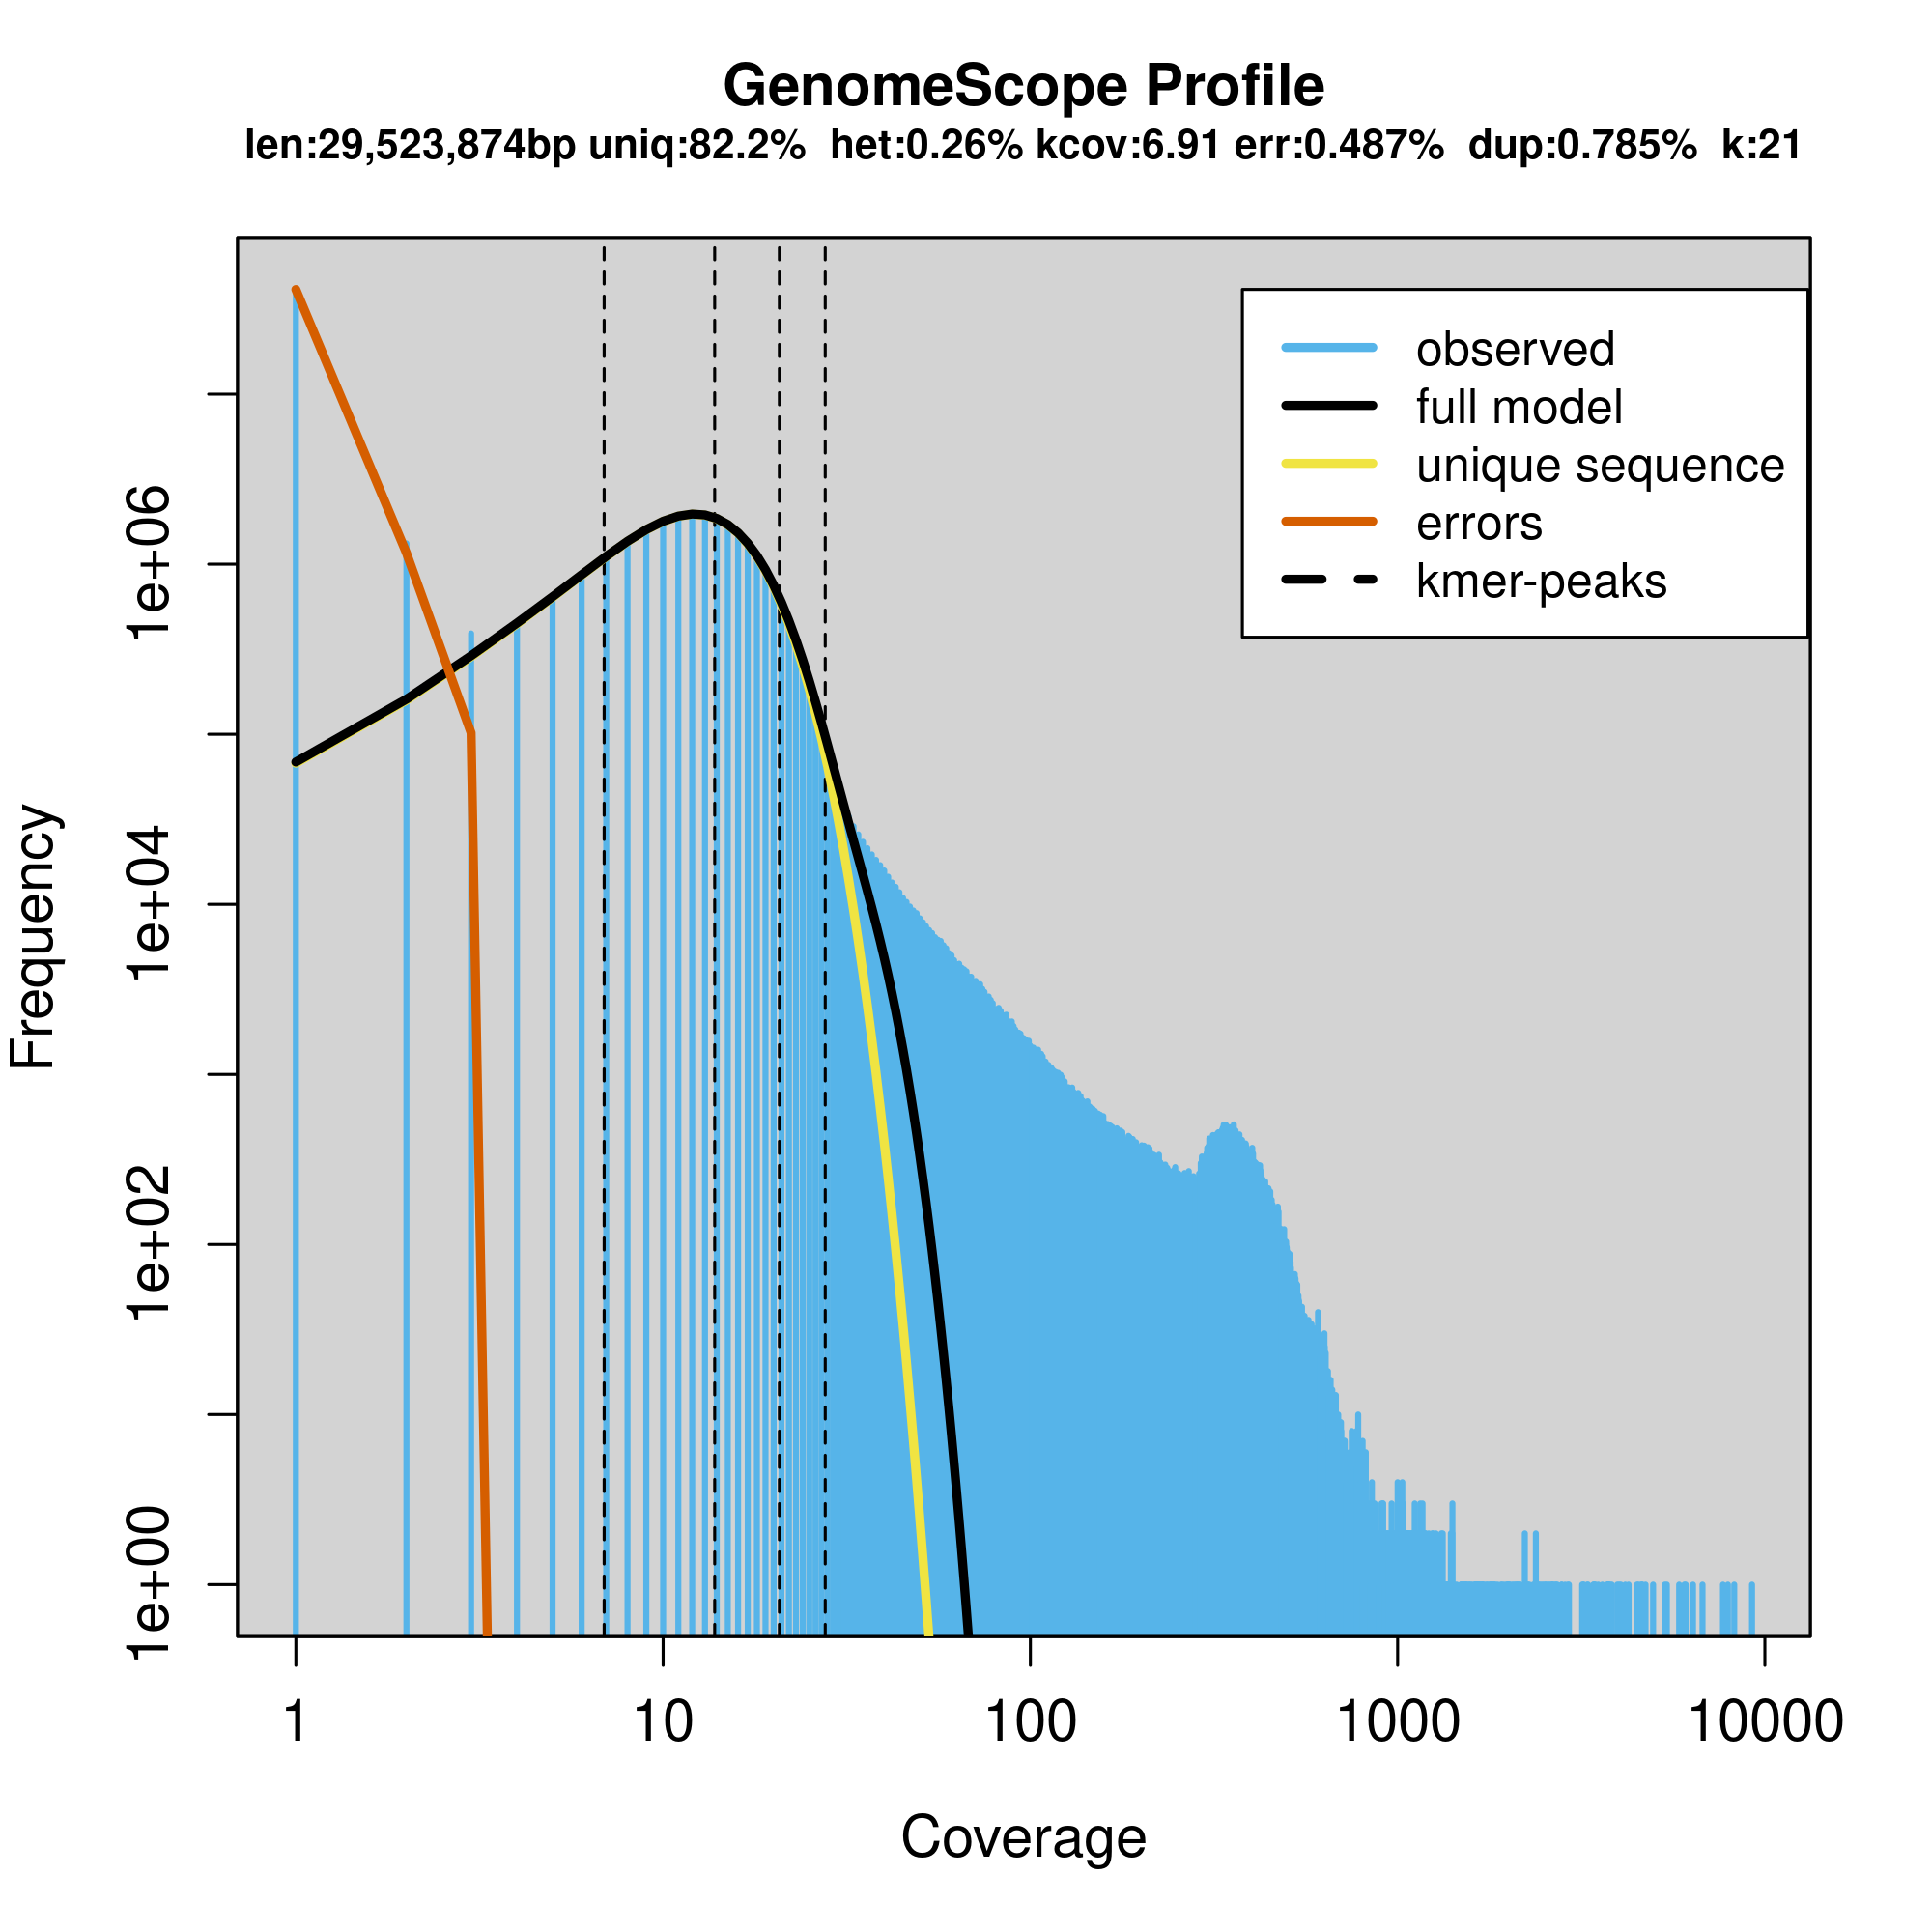 GenomeScope Profile
len:29,523,874bp uniq:82.2% het:0.26% kcov:6.91 err:0.487% dup:0.785% k:21
observed
full model
unique sequence
errors
kmer-peaks
Frequency
1e+06
1e+04
1e+02
1e+00
1 10 100 1000 10000
Coverage